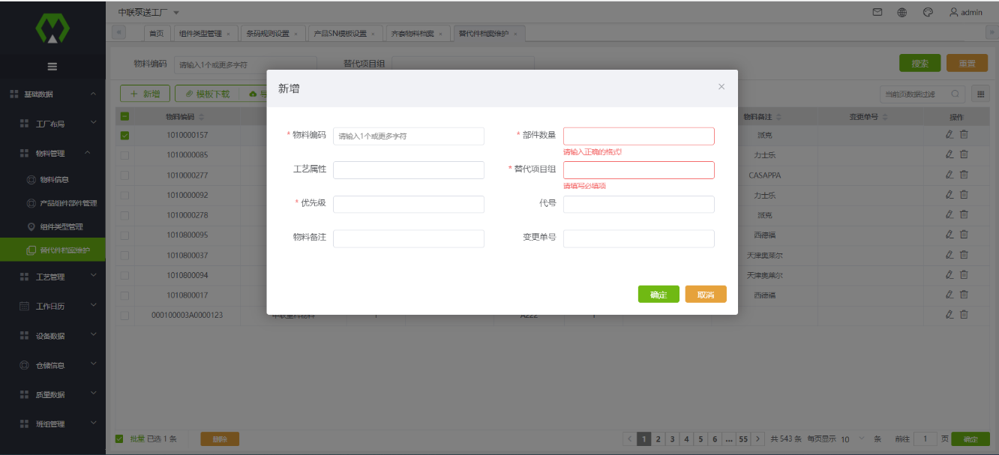 中联泵送工厂
admin
首页
组件类型管理 ×
条码规则设置 ×
产品SN模板设置 ×
齐套物料档案 ×
替代件档案维护 ×
基础数据
工厂布局
物料管理
物料信息
产品组件部件管理
组件类型管理
替代件档案维护
工艺管理
工作日历
设备数据
仓储信息
质量数据
班组管理
物料编码 请输入1个或更多字符
替代项目组
搜索
重置
新增
模板下载
当前页数据过滤
物料编码 物料备注 变更单号 操作
1010000157 派克
1010000085 力士乐
1010000277 CASAPPA
1010000092 力士乐
1010000278 派克
1010800095 西德福
1010800037 天津奥莱尔
1010800094 天津奥莱尔
1010800017 西德福
000100003A0000123 中联重科物料 1 A222 1
新增
* 物料编码 请输入1个或更多字符
* 部件数量
请输入正确的格式!
工艺属性
* 替代项目组
请填写必填项
* 优先级
代号
物料备注
变更单号
确定
取消
批量 已选 1 条
删除
1 2 3 4 5 6 ... 55
共 543 条 每页显示 10 条 前往 1 页
确定